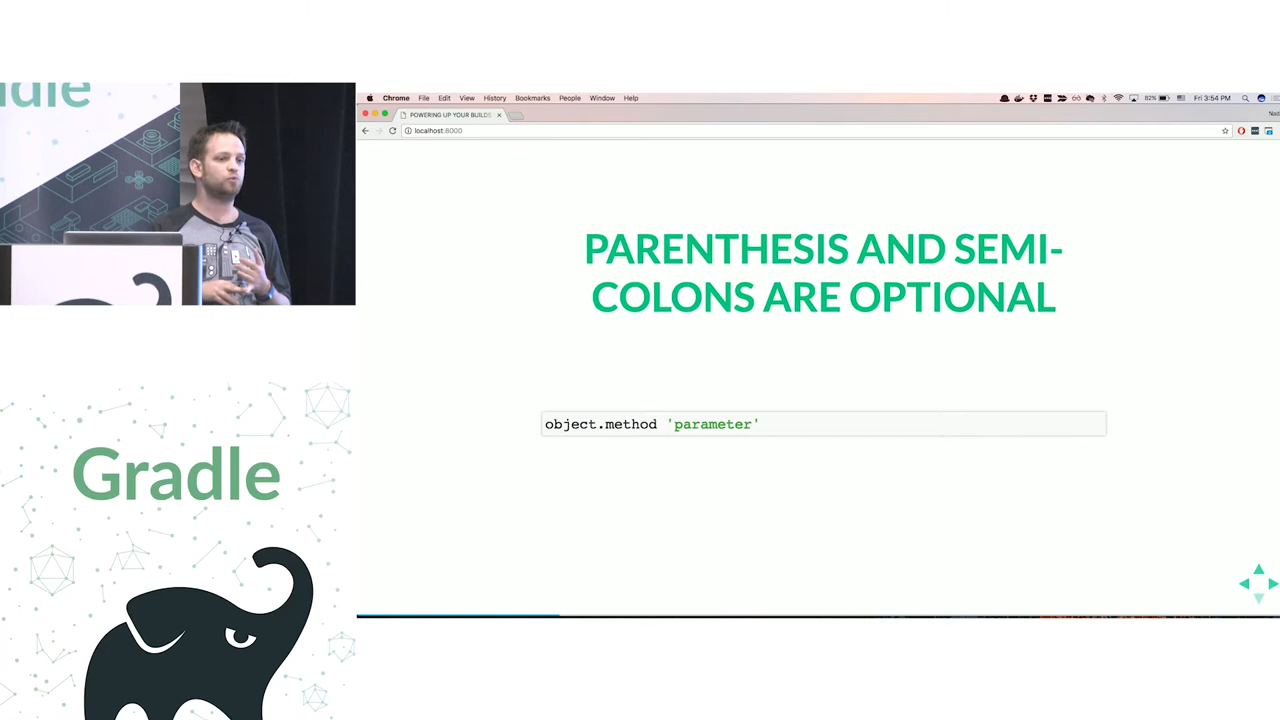 dle
Chrome File Edit View History Bookmarks People Window Help
82%
Fri 3:54 PM
POWERING UP YOUR BUILDS
localhost:8000
PARENTHESIS AND SEMI-
COLONS ARE OPTIONAL
object.method 'parameter'
Gradle